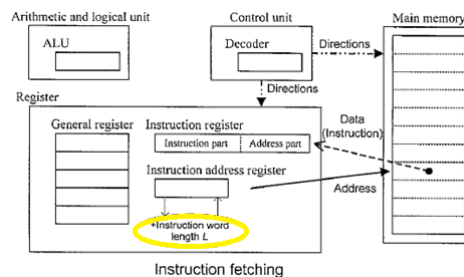 Arithmetic and logical unit
ALU
Control unit
Decoder
Main memory
Directions
Directions
Register
General register
Instruction register
Instruction part
Address part
Data
(Instruction)
Instruction address register
Address
+Instruction word
length L
Instruction fetching